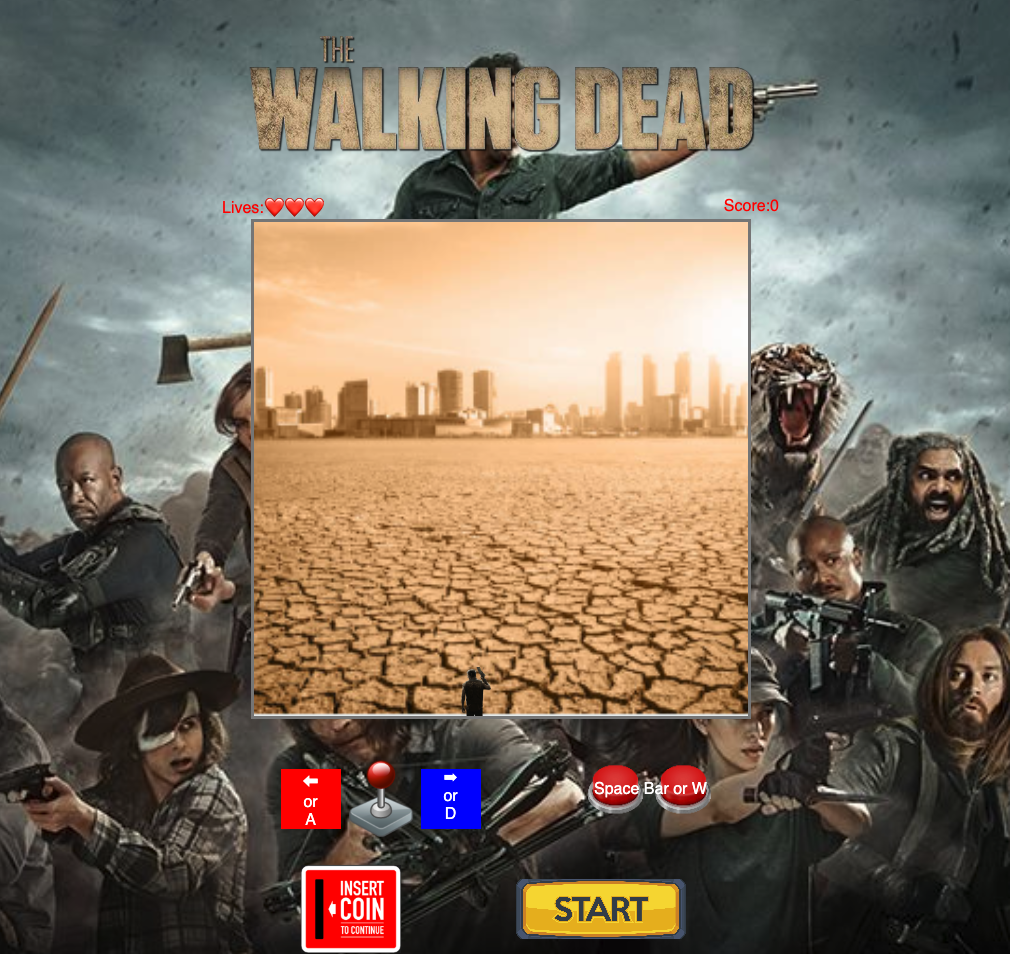 THE
WALKING DEAD
Lives:❤️❤️❤️
Score:0
⬅
or
A
➡
or
D
Space Bar or W
INSERT
COIN
TO CONTINUE
START